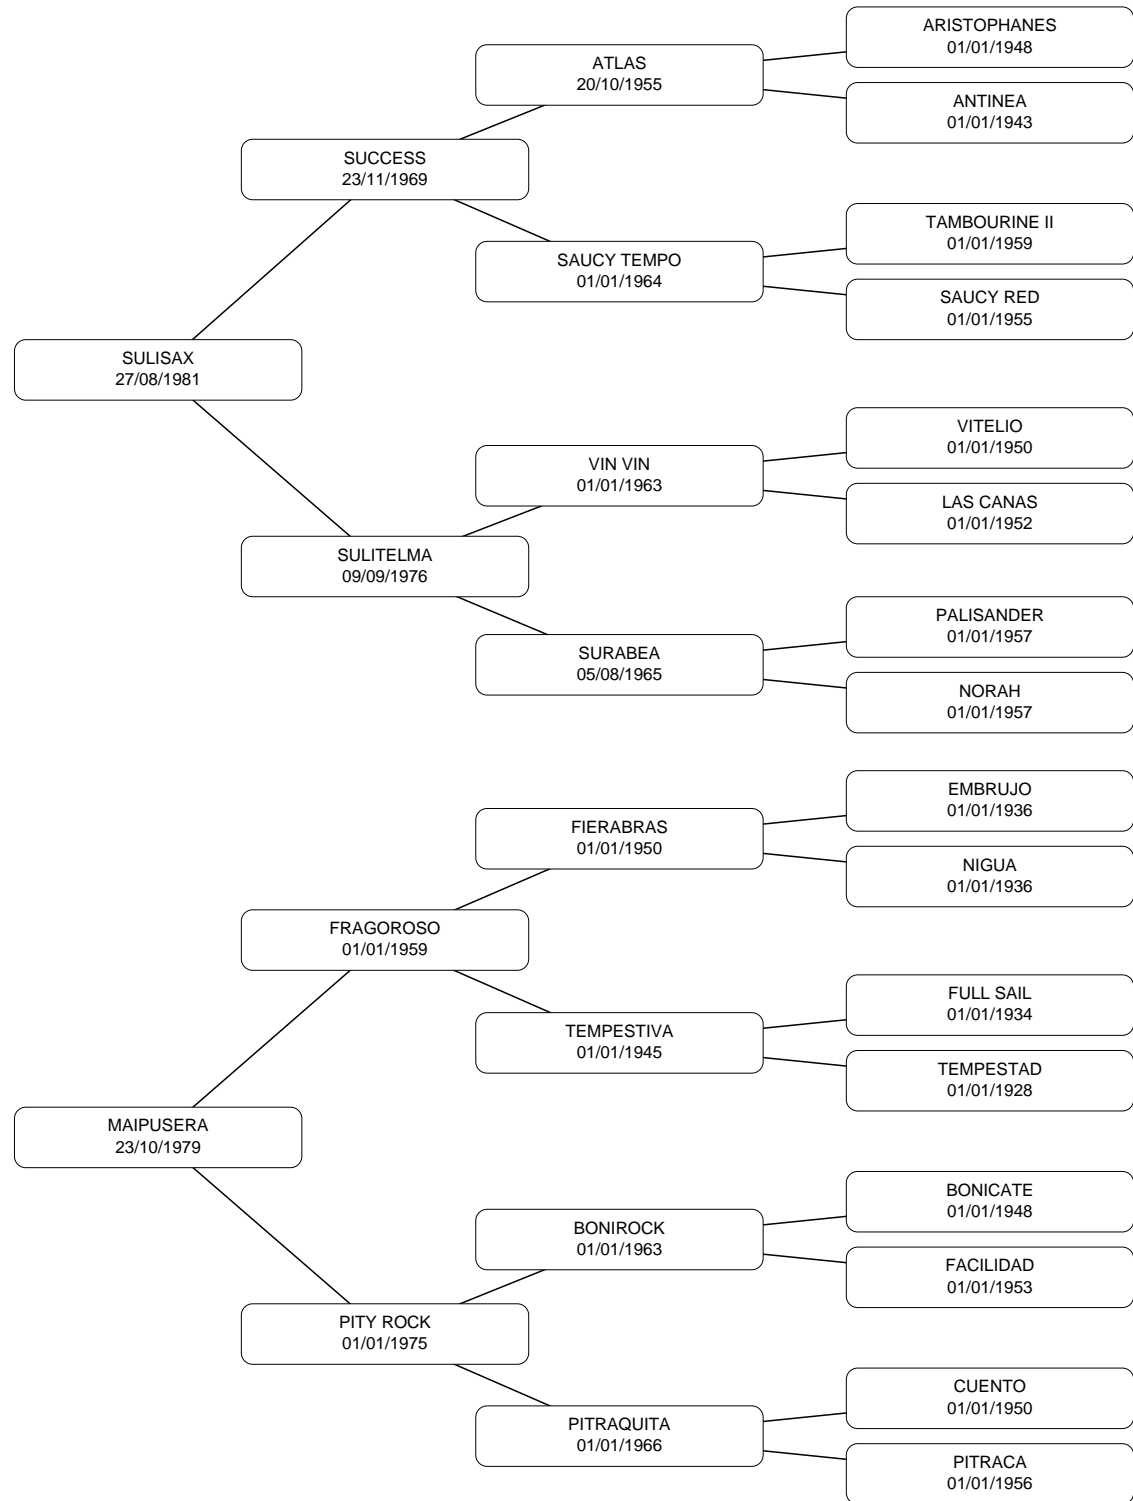 ARISTOPHANES
01/01/1948
ATLAS
20/10/1955
ANTINEA
01/01/1943
SUCCESS
23/11/1969
TAMBOURINE II
01/01/1959
SAUCY TEMPO
01/01/1964
SAUCY RED
01/01/1955
SULISAX
27/08/1981
VITELIO
01/01/1950
VIN VIN
01/01/1963
LAS CANAS
01/01/1952
SULITELMA
09/09/1976
PALISANDER
01/01/1957
SURABEA
05/08/1965
NORAH
01/01/1957
EMBRUJO
01/01/1936
FIERABRAS
01/01/1950
NIGUA
01/01/1936
FRAGOROSO
01/01/1959
FULL SAIL
01/01/1934
TEMPESTIVA
01/01/1945
TEMPESTAD
01/01/1928
MAIPUSERA
23/10/1979
BONICATE
01/01/1948
BONIROCK
01/01/1963
FACILIDAD
01/01/1953
PITY ROCK
01/01/1975
CUENTO
01/01/1950
PITRAQUITA
01/01/1966
PITRACA
01/01/1956